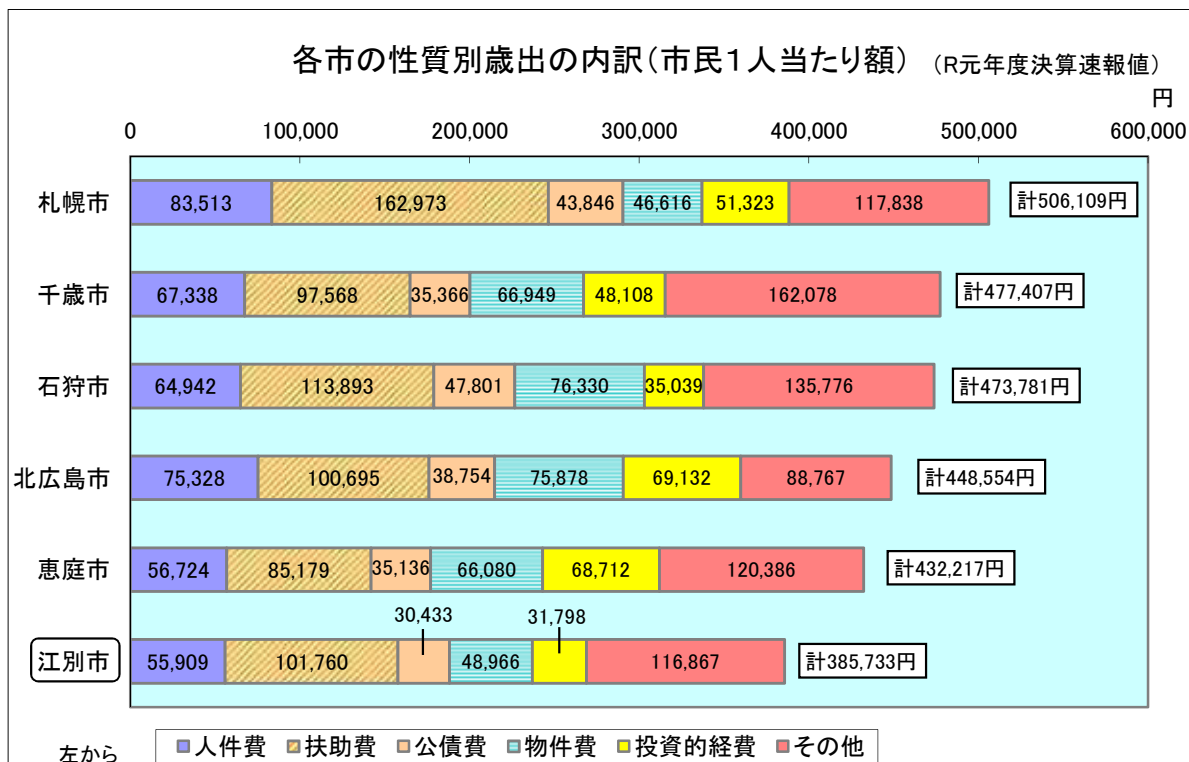 各市の性質別歳出の内訳(市民1人当たり額) (R元年度決算速報値)
円
0 100,000 200,000 300,000 400,000 500,000 600,000
札幌市 83,513 162,973 43,846 46,616 51,323 117,838 計506,109円
千歳市 67,338 97,568 35,366 66,949 48,108 162,078 計477,407円
石狩市 64,942 113,893 47,801 76,330 35,039 135,776 計473,781円
北広島市 75,328 100,695 38,754 75,878 69,132 88,767 計448,554円
恵庭市 56,724 85,179 35,136 66,080 68,712 120,386 計432,217円
30,433 31,798
江別市 55,909 101,760 48,966 116,867 計385,733円
左から 人件費 扶助費 公債費 物件費 投資的経費 その他